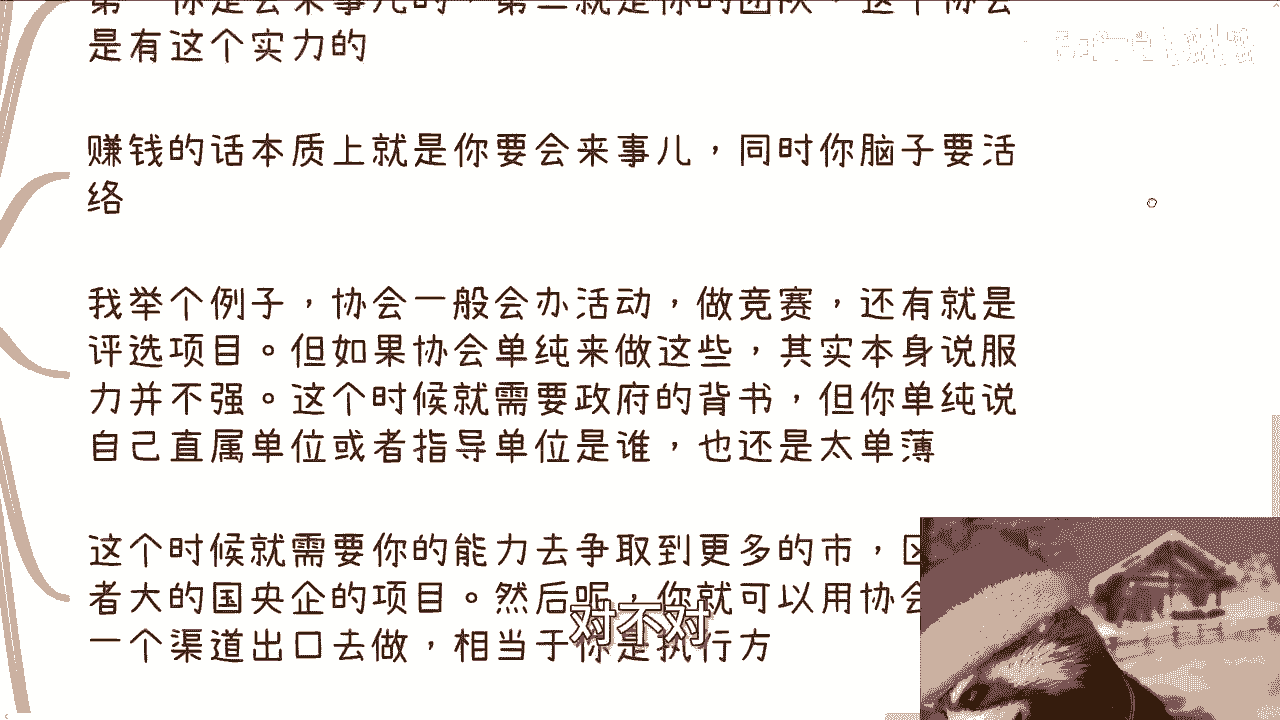 第一你是会来事儿的，第二就是你的团队，这个协会
是有这个实力的
赚钱的话本质上就是你要会来事儿，同时你脑子要活
络
我举个例子，协会一般会办活动，做竞赛，还有就是
评选项目。但如果协会单纯来做这些，其实本身说服
力并不强。这个时候就需要政府的背书，但你单纯说
自己直属单位或者指导单位是谁，也还是太单薄
这个时候就需要你的能力去争取到更多的市，区
者大的国央企的项目。然后呢，你就可以用协会
一个渠道出口去做，相当于你是执行方
对不对